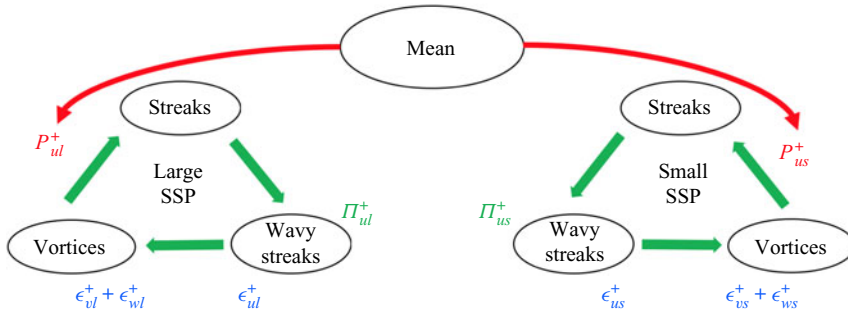 Mean
Streaks
Streaks
P⁺ᵤₗ
P⁺ᵤₛ
Large
SSP
Small
SSP
Π⁺ᵤₗ
Π⁺ᵤₛ
Vortices
Wavy
streaks
Wavy
streaks
Vortices
ϵ⁺ᵥₗ + ϵ⁺wₗ
ϵ⁺ᵤₗ
ϵ⁺ᵤₛ
ϵ⁺ᵥₛ + ϵ⁺wₛ